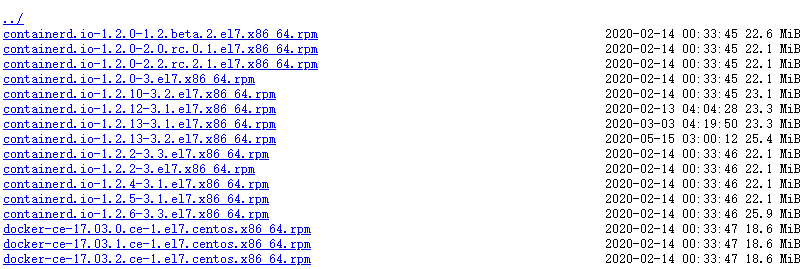 ../
containerd.io-1.2.0-1.2.beta.2.el7.x86_64.rpm 2020-02-14 00:33:45 22.6 MiB
containerd.io-1.2.0-2.0.rc.0.1.el7.x86_64.rpm 2020-02-14 00:33:45 22.1 MiB
containerd.io-1.2.0-2.2.rc.2.1.el7.x86_64.rpm 2020-02-14 00:33:45 22.1 MiB
containerd.io-1.2.0-3.el7.x86_64.rpm 2020-02-14 00:33:45 22.1 MiB
containerd.io-1.2.10-3.2.el7.x86_64.rpm 2020-02-14 00:33:45 23.1 MiB
containerd.io-1.2.12-3.1.el7.x86_64.rpm 2020-02-13 04:04:28 23.3 MiB
containerd.io-1.2.13-3.1.el7.x86_64.rpm 2020-03-03 04:19:50 23.3 MiB
containerd.io-1.2.13-3.2.el7.x86_64.rpm 2020-05-15 03:00:12 25.4 MiB
containerd.io-1.2.2-3.3.el7.x86_64.rpm 2020-02-14 00:33:46 22.1 MiB
containerd.io-1.2.2-3.el7.x86_64.rpm 2020-02-14 00:33:46 22.1 MiB
containerd.io-1.2.4-3.1.el7.x86_64.rpm 2020-02-14 00:33:46 22.1 MiB
containerd.io-1.2.5-3.1.el7.x86_64.rpm 2020-02-14 00:33:46 22.1 MiB
containerd.io-1.2.6-3.3.el7.x86_64.rpm 2020-02-14 00:33:46 25.9 MiB
docker-ce-17.03.0.ce-1.el7.centos.x86_64.rpm 2020-02-14 00:33:47 18.6 MiB
docker-ce-17.03.1.ce-1.el7.centos.x86_64.rpm 2020-02-14 00:33:47 18.6 MiB
docker-ce-17.03.2.ce-1.el7.centos.x86_64.rpm 2020-02-14 00:33:47 18.6 MiB